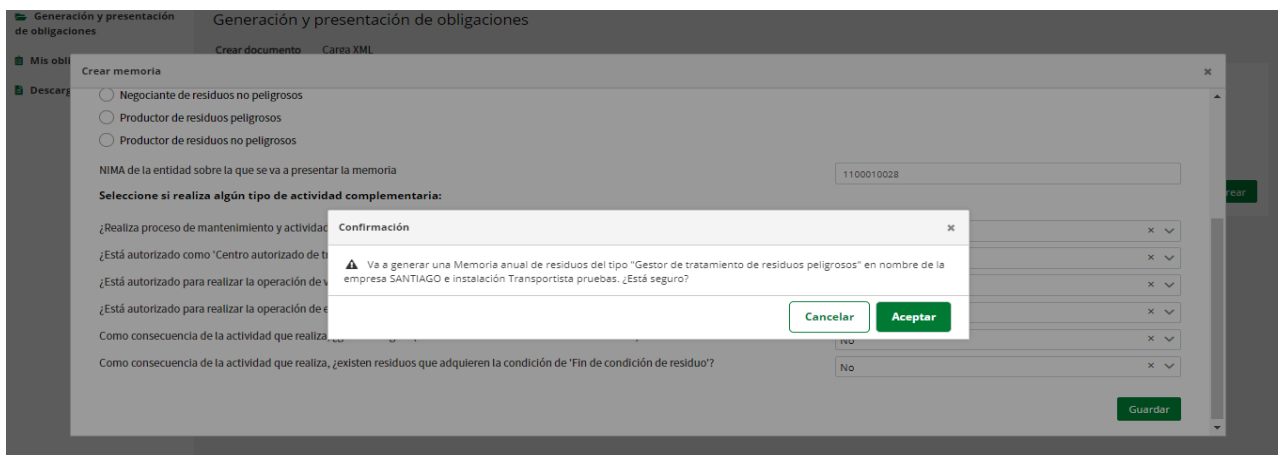 Generación y presentación
de obligaciones
Generación y presentación de obligaciones
Crear documento Carga XML
Mis obli
Descarg
Crear memoria
Negociante de residuos no peligrosos
Productor de residuos peligrosos
Productor de residuos no peligrosos
NIMA de la entidad sobre la que se va a presentar la memoria
1100010028
Seleccione si realiza algún tipo de actividad complementaria:
rear
¿Realiza proceso de mantenimiento y actividad
¿Está autorizado como 'Centro autorizado de tr
¿Está autorizado para realizar la operación de v
¿Está autorizado para realizar la operación de e
Confirmación
Va a generar una Memoria anual de residuos del tipo "Gestor de tratamiento de residuos peligrosos" en nombre de la
empresa SANTIAGO e instalación Transportista pruebas. ¿Está seguro?
Cancelar Aceptar
Como consecuencia de la actividad que realiza,
No
Como consecuencia de la actividad que realiza, ¿existen residuos que adquieren la condición de 'Fin de condición de residuo'?
No
Guardar